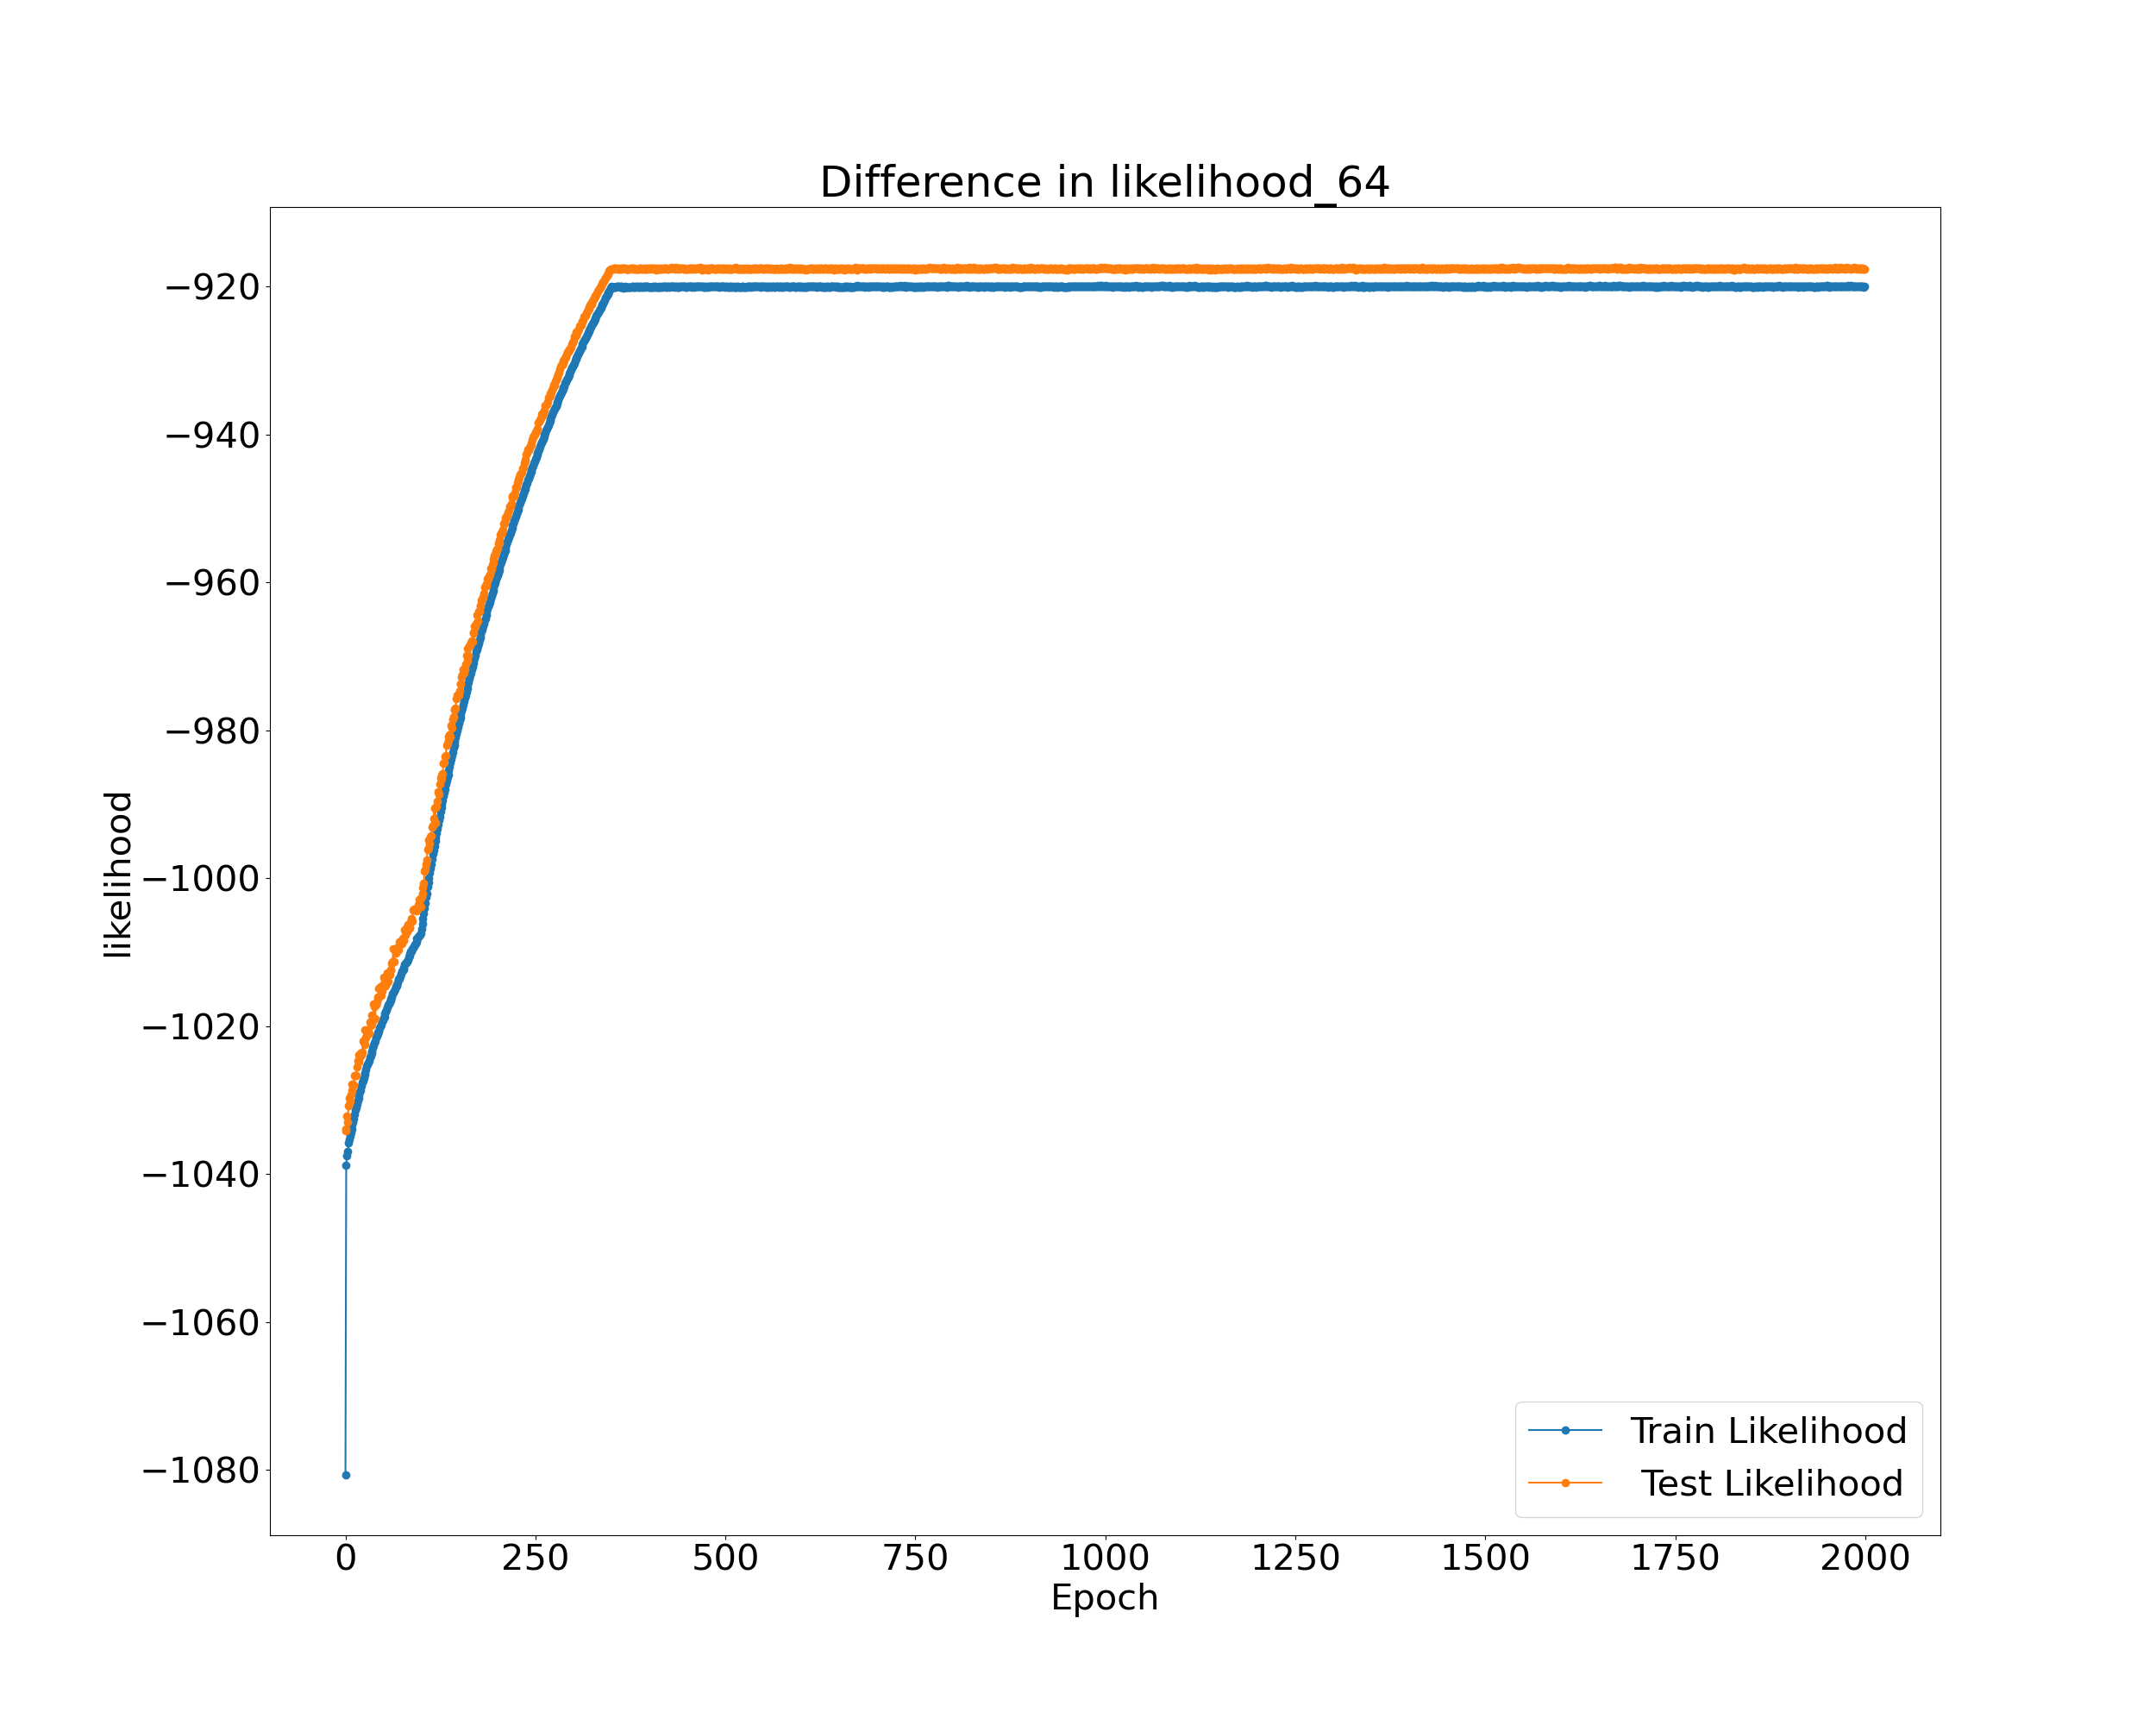 Difference in likelihood_64
likelihood
−920
−940
−960
−980
−1000
−1020
−1040
−1060
−1080
0 250 500 750 1000 1250 1500 1750 2000
Epoch
Train Likelihood
Test Likelihood